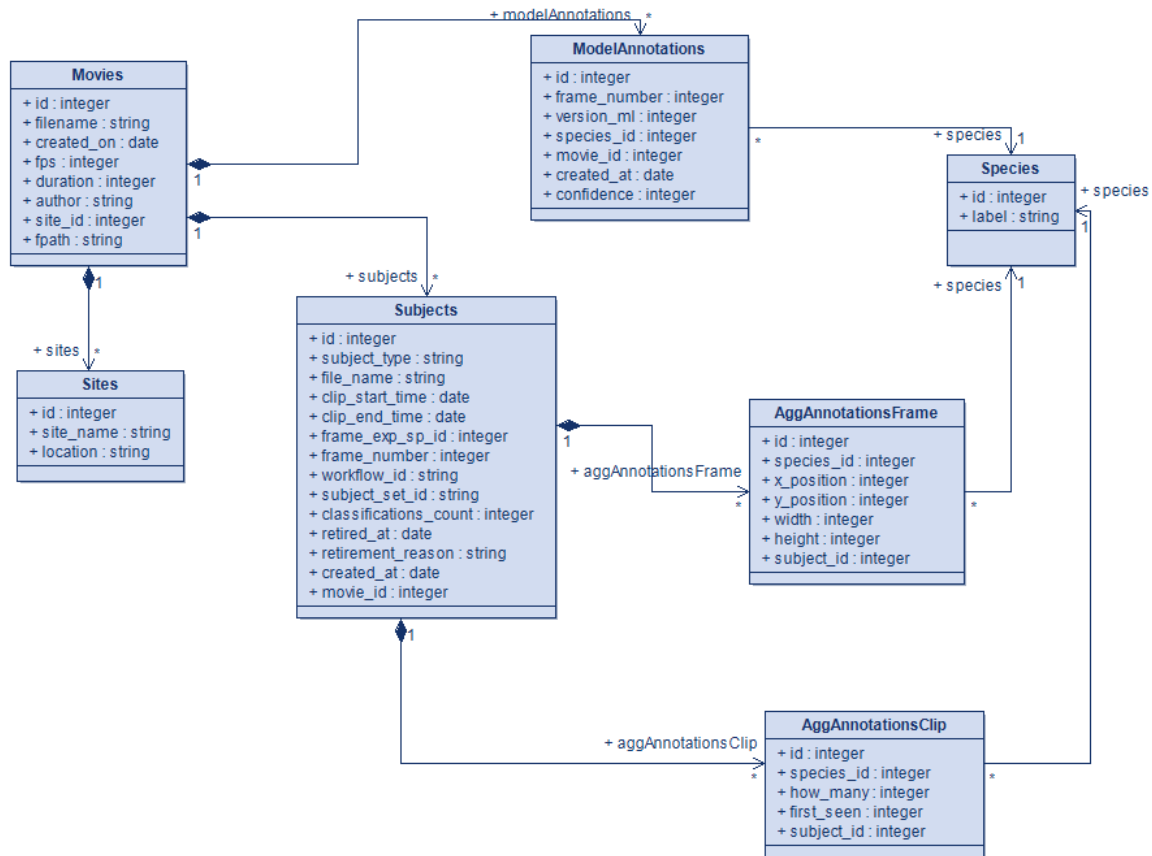 + modelAnnotations
*
Movies
+ id : integer
+ filename : string
+ created_on : date
+ fps : integer
+ duration : integer
+ author : string
+ site_id : integer
+ fpath : string
1
1
1
ModelAnnotations
+ id : integer
+ frame_number : integer
+ version_ml : integer
+ species_id : integer
+ movie_id : integer
+ created_at : date
+ confidence : integer
*
+ species
1
Species
+ id : integer
+ label : string
+ species
1
+ species
1
+ sites
*
Sites
+ id : integer
+ site_name : string
+ location : string
+ subjects
*
Subjects
+ id : integer
+ subject_type : string
+ file_name : string
+ clip_start_time : date
+ clip_end_time : date
+ frame_exp_sp_id : integer
+ frame_number : integer
+ workflow_id : string
+ subject_set_id : string
+ classifications_count : integer
+ retired_at : date
+ retirement_reason : string
+ created_at : date
+ movie_id : integer
1
1
+ aggAnnotationsFrame
*
AggAnnotationsFrame
+ id : integer
+ species_id : integer
+ x_position : integer
+ y_position : integer
+ width : integer
+ height : integer
+ subject_id : integer
*
+ aggAnnotationsClip
*
AggAnnotationsClip
+ id : integer
+ species_id : integer
+ how_many : integer
+ first_seen : integer
+ subject_id : integer
*